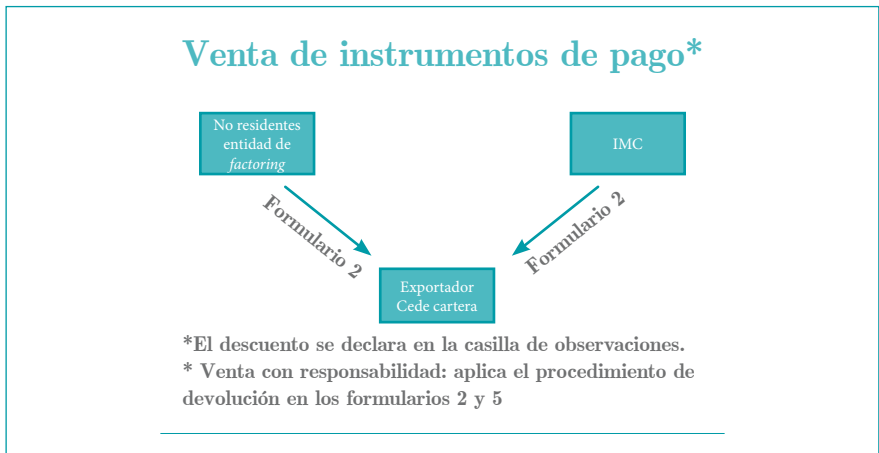 Venta de instrumentos de pago*
No residentes
entidad de
factoring
IMC
Formulario 2
Formulario 2
Exportador
Cede cartera
*El descuento se declara en la casilla de observaciones.
* Venta con responsabilidad: aplica el procedimiento de
devolución en los formularios 2 y 5